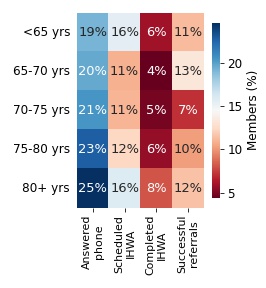 <65 yrs 19% 16% 6% 11%
65-70 yrs 20% 11% 4% 13%
70-75 yrs 21% 11% 5% 7%
75-80 yrs 23% 12% 6% 10%
80+ yrs 25% 16% 8% 12%
Answered
phone
Scheduled
IHWA
Completed
IHWA
Successful
referrals
20
15
10
5
Members (%)